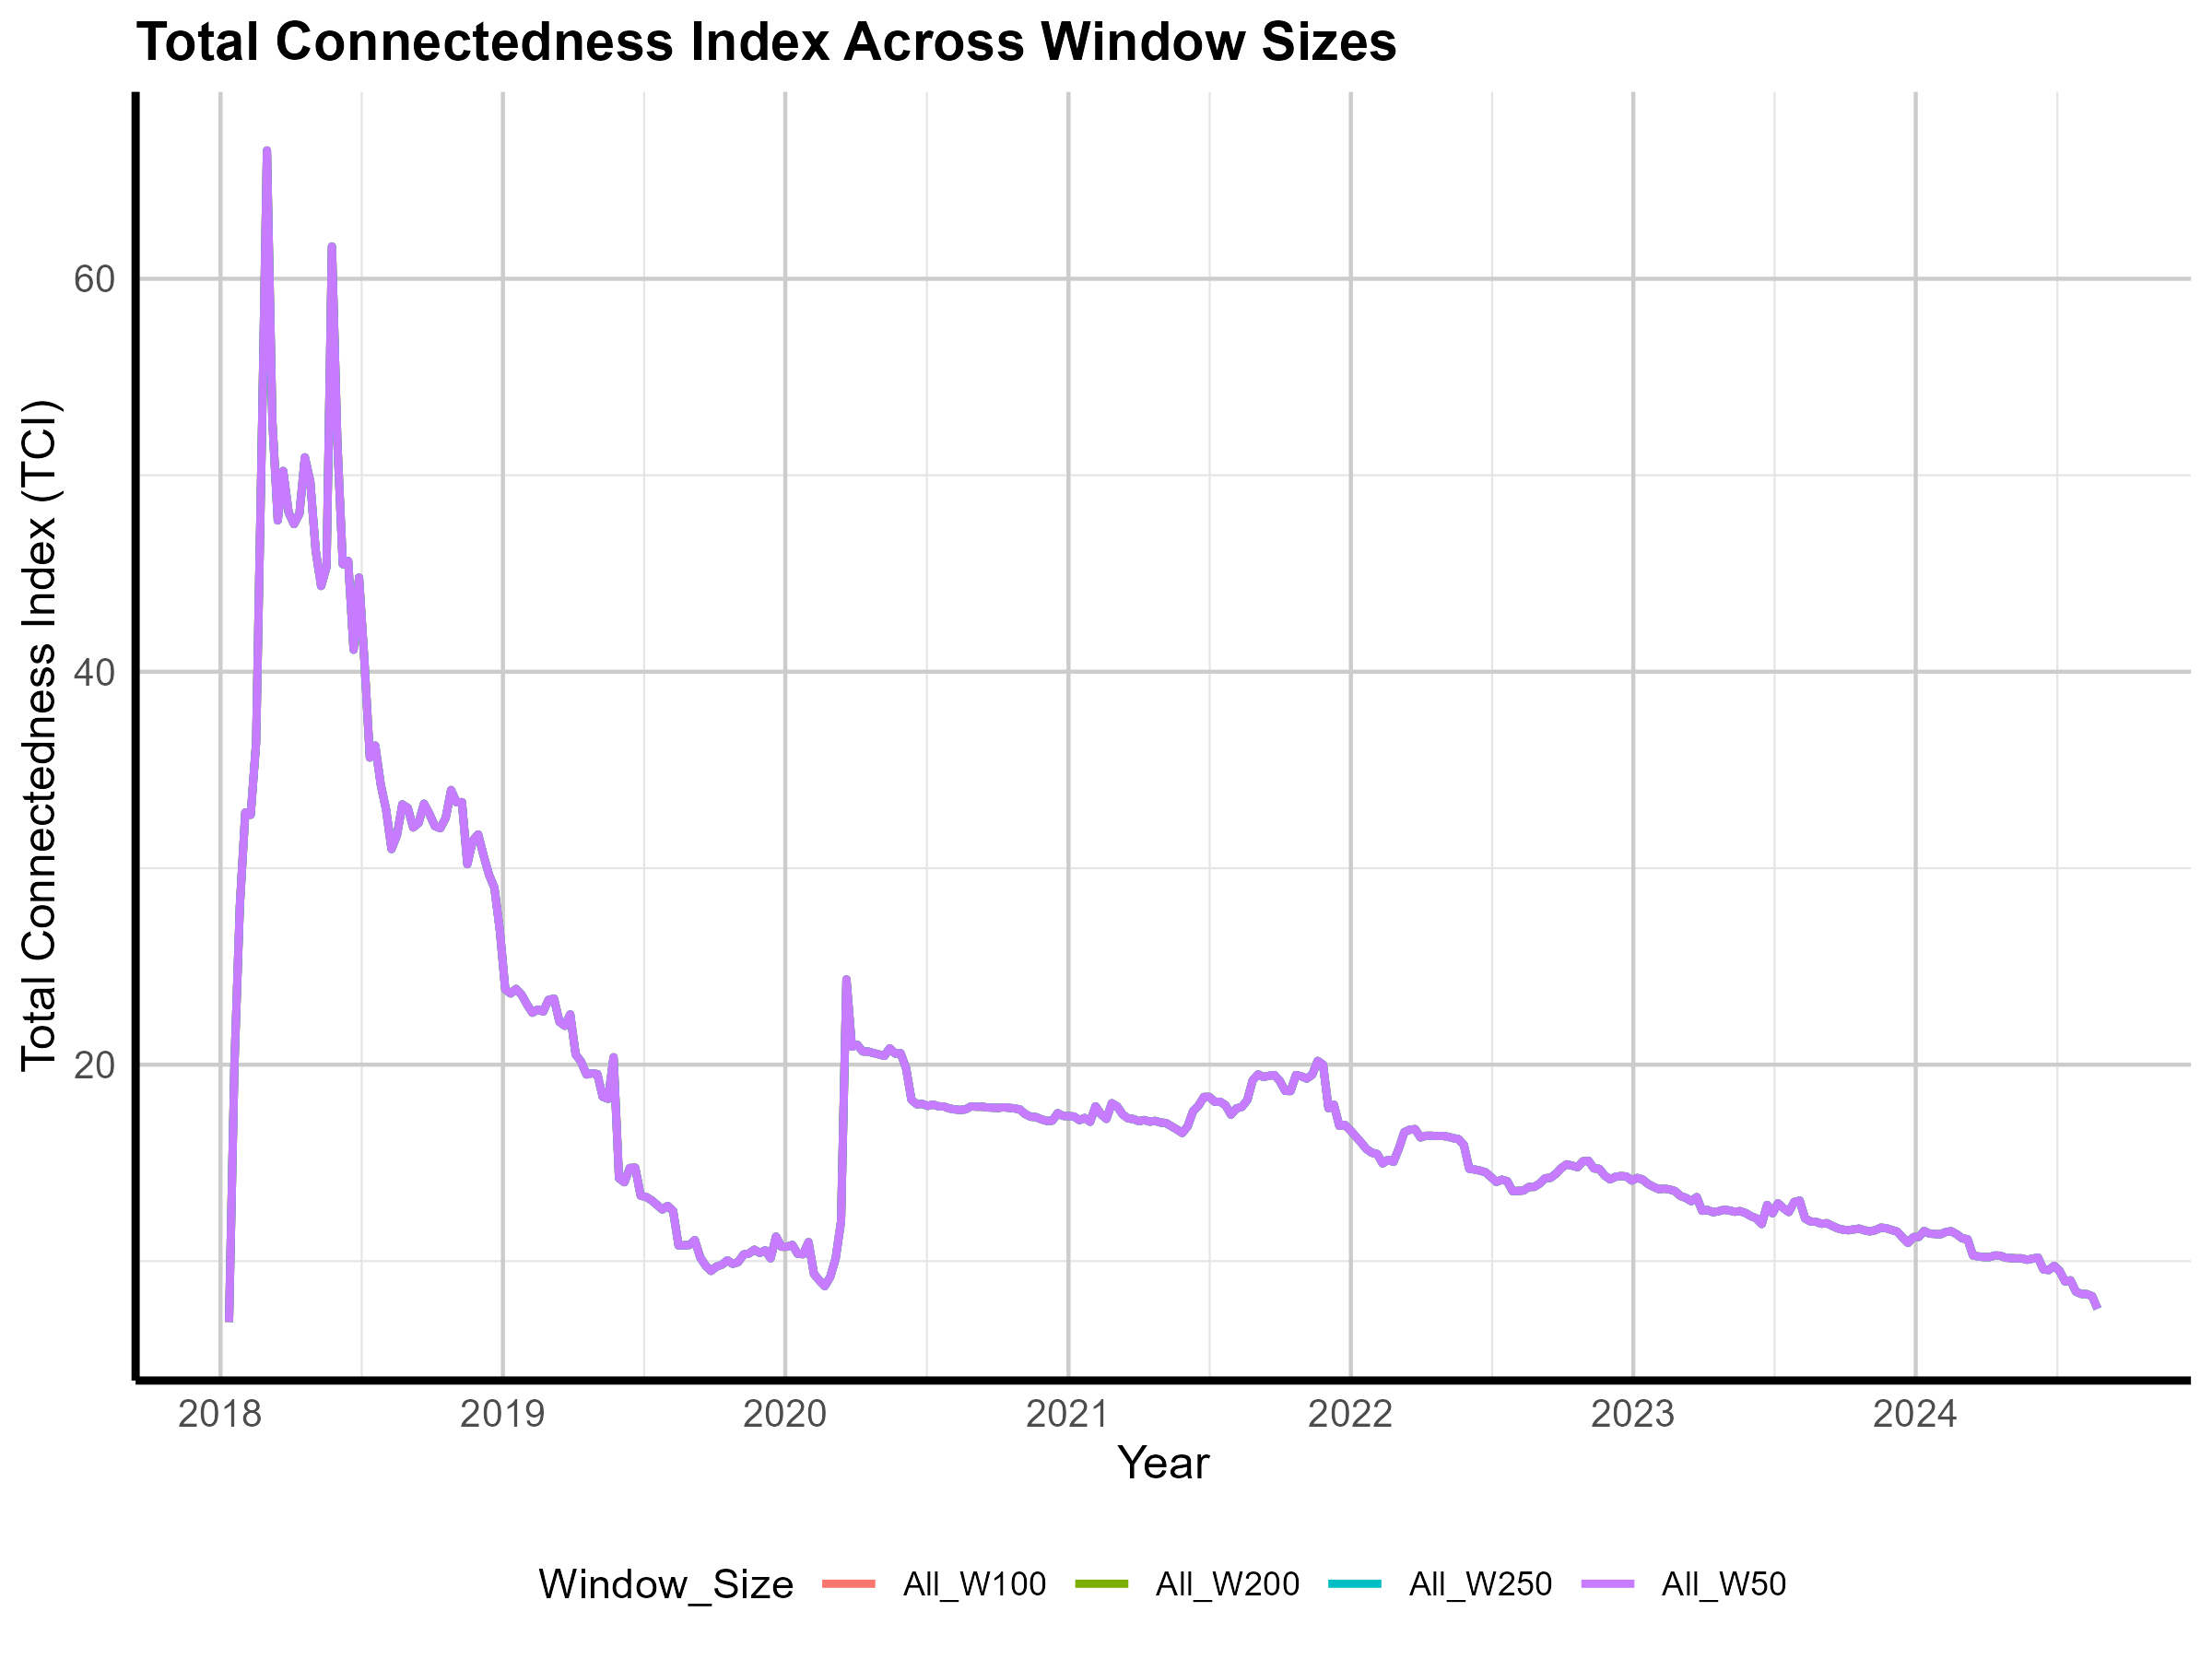 Total Connectedness Index Across Window Sizes
Total Connectedness Index (TCI)
60
40
20
2018 2019 2020 2021 2022 2023 2024
Year
Window_Size All_W100 All_W200 All_W250 All_W50